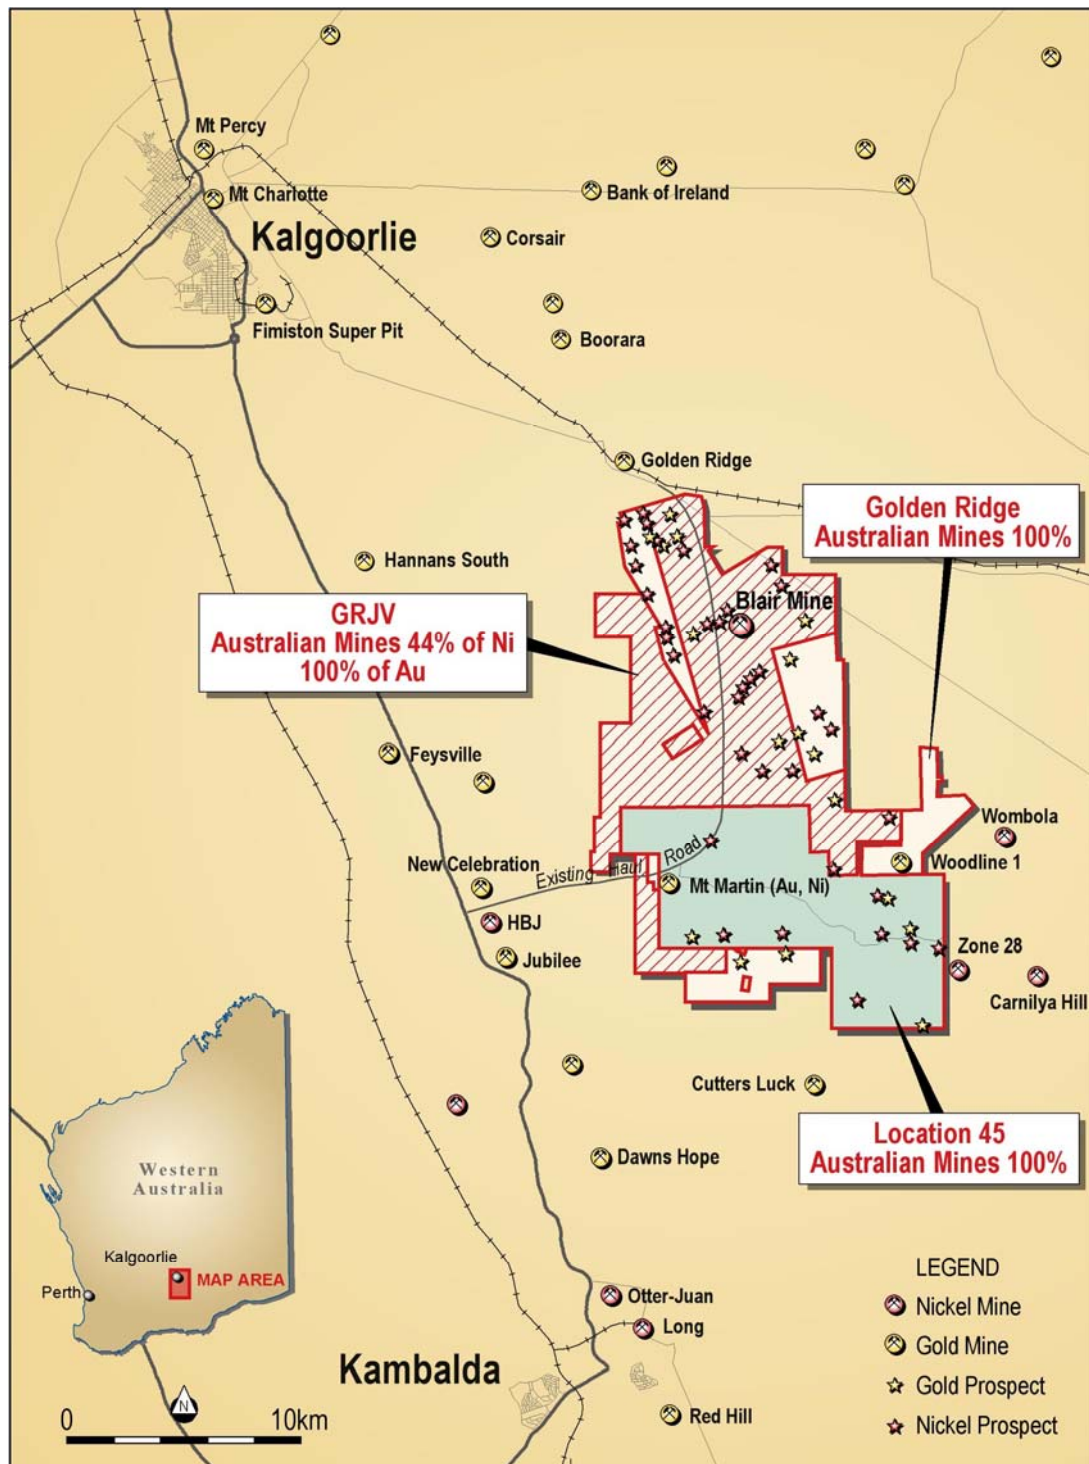 Mt Percy
Mt Charlotte
Bank of Ireland
Kalgoorlie
Corsair
Fimiston Super Pit
Boorara
Golden Ridge
Golden Ridge
Australian Mines 100%
Hannans South
Blair Mine
GRJV
Australian Mines 44% of Ni
100% of Au
Feysville
Wombola
New Celebration
Existing Haul Road
Woodline 1
Mt Martin (Au, Ni)
HBJ
Jubilee
Zone 28
Carnilya Hill
Cutters Luck
Location 45
Australian Mines 100%
Dawns Hope
Western
Australia
Kalgoorlie
MAP AREA
Perth
Otter-Juan
Long
Kambalda
Red Hill
LEGEND
Nickel Mine
Gold Mine
Gold Prospect
Nickel Prospect
N
0 10km